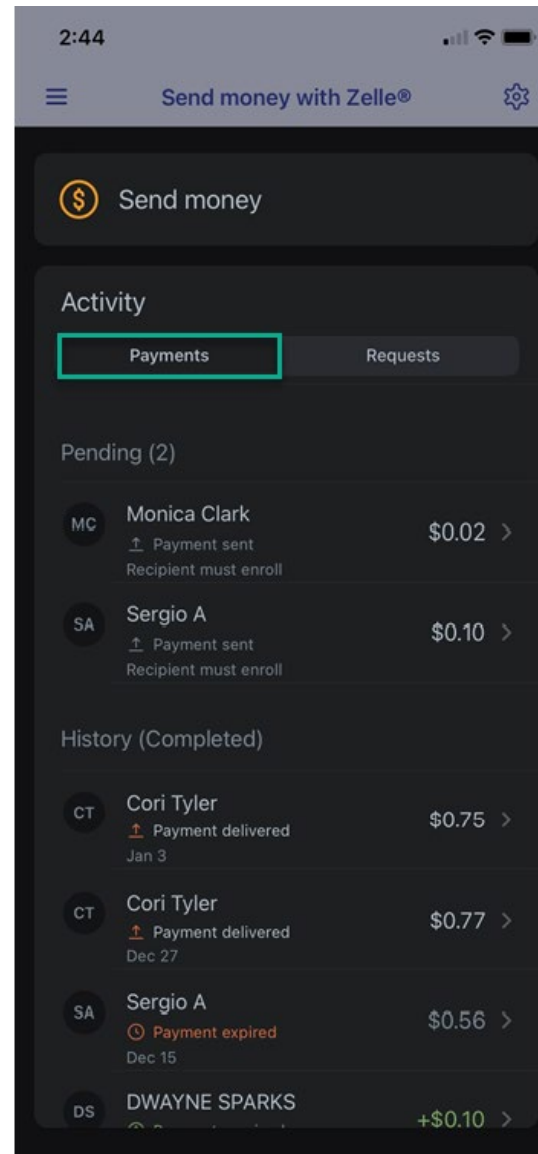 2:44
Send money with Zelle®
Send money
Activity
Payments
Requests
Pending (2)
MC
Monica Clark
Payment sent
Recipient must enroll
$0.02
SA
Sergio A
Payment sent
Recipient must enroll
$0.10
History (Completed)
CT
Cori Tyler
Payment delivered
Jan 3
$0.75
CT
Cori Tyler
Payment delivered
Dec 27
$0.77
SA
Sergio A
Payment expired
Dec 15
$0.56
DS
DWAYNE SPARKS
+$0.10